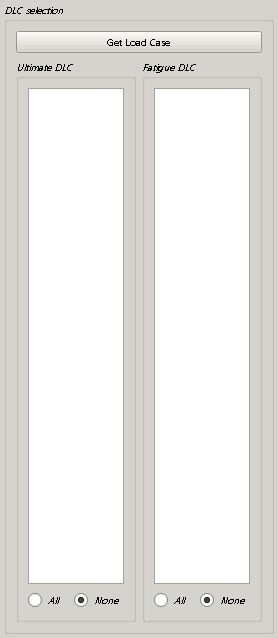 DLC selection
Get Load Case
Ultimate DLC
Fatigue DLC
All None All None